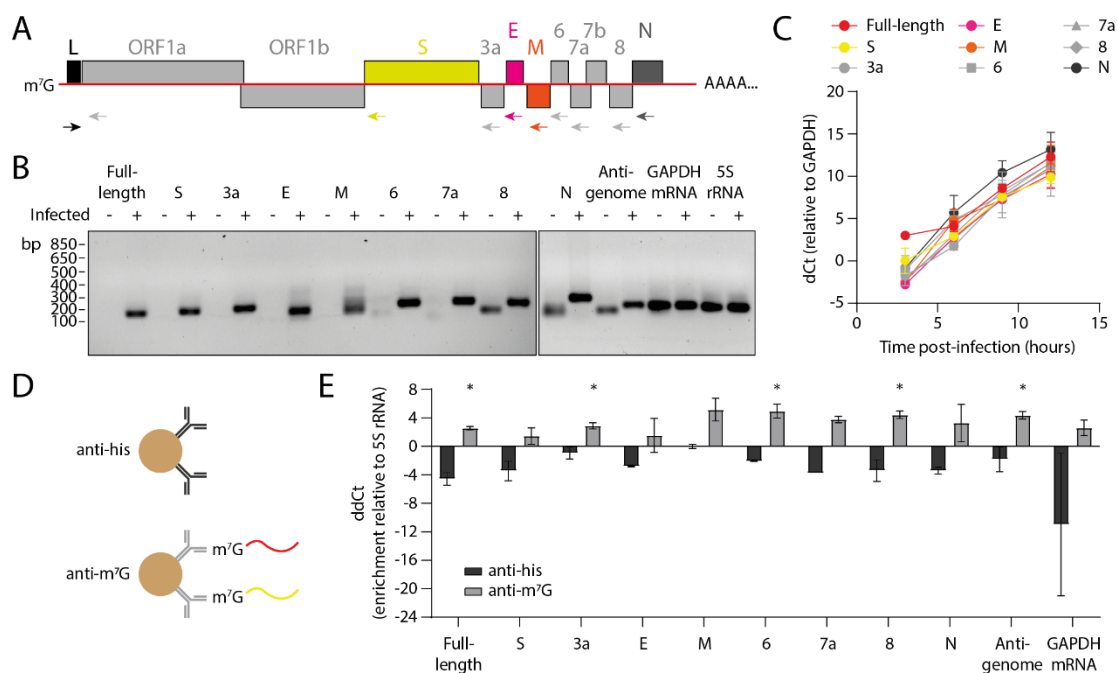 A
L ORF1a ORF1b S 3a E M 6 7a 7b 8 N
m⁷G AAAA...
B
Full-length S 3a E M 6 7a 8 N Anti-genome GAPDH mRNA 5S rRNA
Infected - + - + - + - + - + - + - + - + - + - + - + - +
bp
850
650
500
400
300
200
100
C
Full-length E 7a
S M 8
3a 6 N
dCt (relative to GAPDH)
20
15
10
5
0
-5
0 5 10 15
Time post-infection (hours)
D
anti-his
anti-m⁷G
m⁷G
m⁷G
E
ddCt
(enrichment relative to 5S rRNA)
8
4
0
-4
-8
-12
-16
-20
-24
* * * * *
anti-his
anti-m⁷G
Full-length S 3a E M 6 7a 8 N Anti-genome GAPDH mRNA